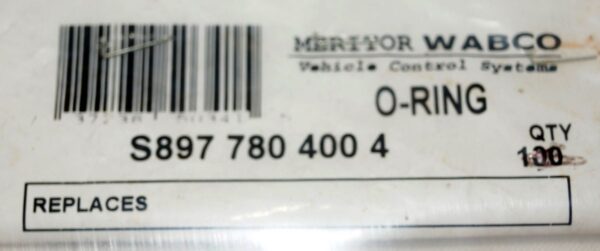 MERITOR WABCO
Vehicle Control Systems
O-RING
S897 780 400 4
QTY
100
REPLACES